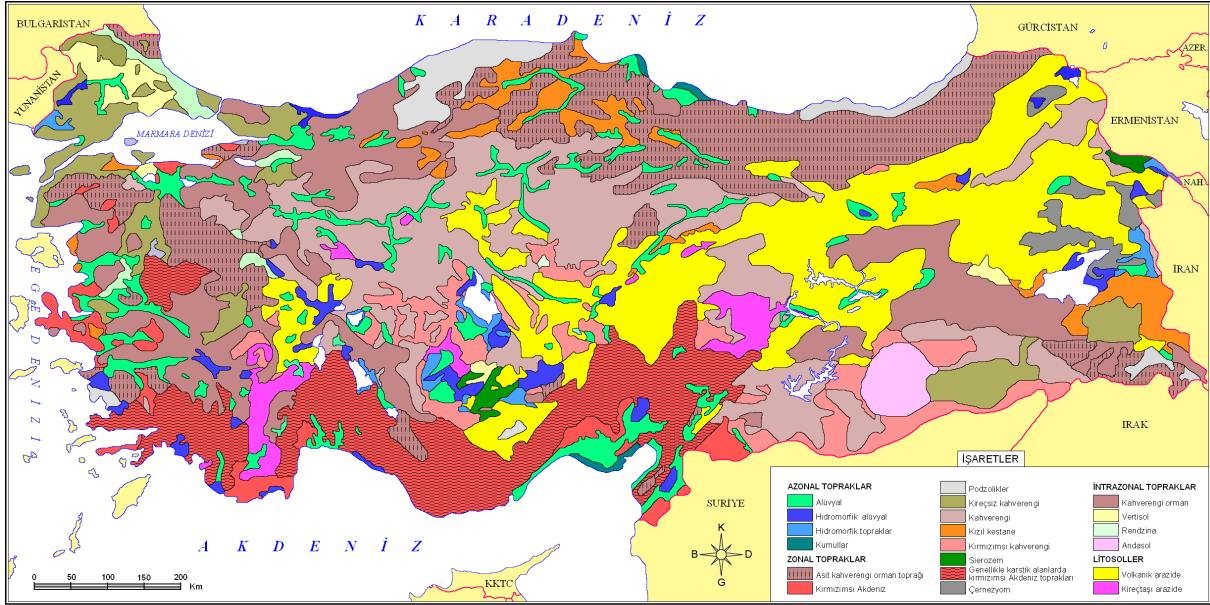 BULGARİSTAN
K A R A D E N İ Z
GÜRCİSTAN
AZER.
YUNANİSTAN
MARMARA DENİZİ
ERMENİSTAN
NAH.
İRAN
E G E D E N İ Z İ
IRAK
SURİYE
A K D E N İ Z
KKTC
K
B D
G
0 50 100 150 200
Km
İŞARETLER
AZONAL TOPRAKLAR
Alüvyal
Hidromorfik alüvyal
Hidromorfik topraklar
Kumullar
ZONAL TOPRAKLAR
Asit kahverengi orman toprağı
Kırmızımsı Akdeniz
Podzolikler
Kireçsiz kahverengi
Kahverengi
Kızıl kestane
Kırmızımsı kahverengi
Sierozem
Genellikle karstik alanlarda
kırmızımsı Akdeniz toprakları
Çernezyom
İNTRAZONAL TOPRAKLAR
Kahverengi orman
Vertisol
Rendzina
Andasol
LİTOSOLLER
Volkanik arazide
Kireçtaşı arazide